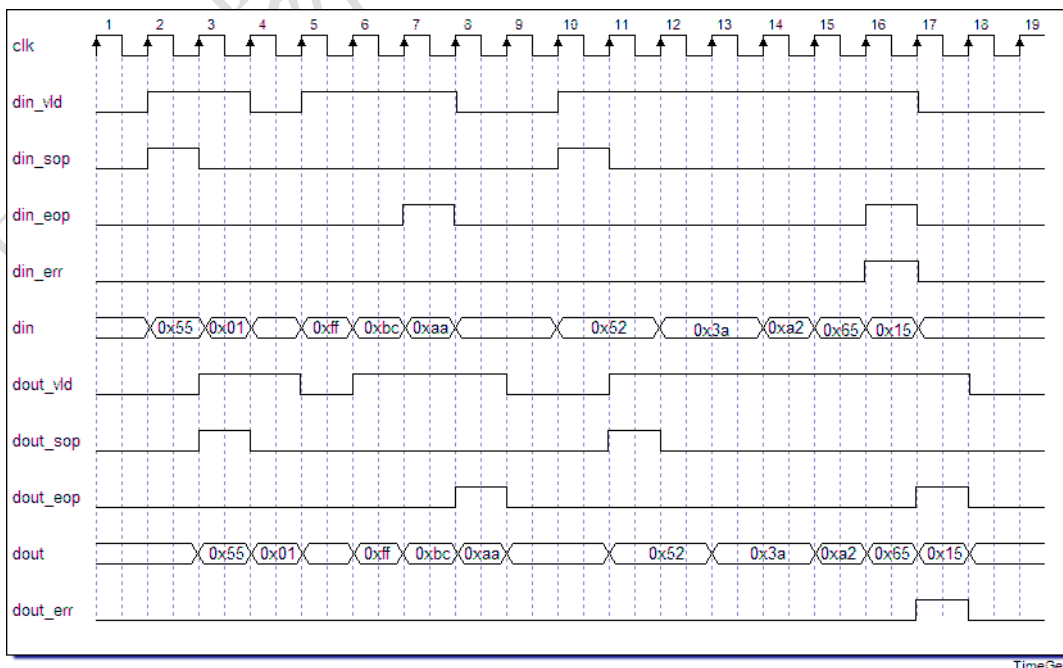 1 2 3 4 5 6 7 8 9 10 11 12 13 14 15 16 17 18 19
clk
din_vld
din_sop
din_eop
din_err
din 0x55 0x01 0xff 0xbc 0xaa 0x52 0x3a 0xa2 0x65 0x15
dout_vld
dout_sop
dout_eop
dout 0x55 0x01 0xff 0xbc 0xaa 0x52 0x3a 0xa2 0x65 0x15
dout_err